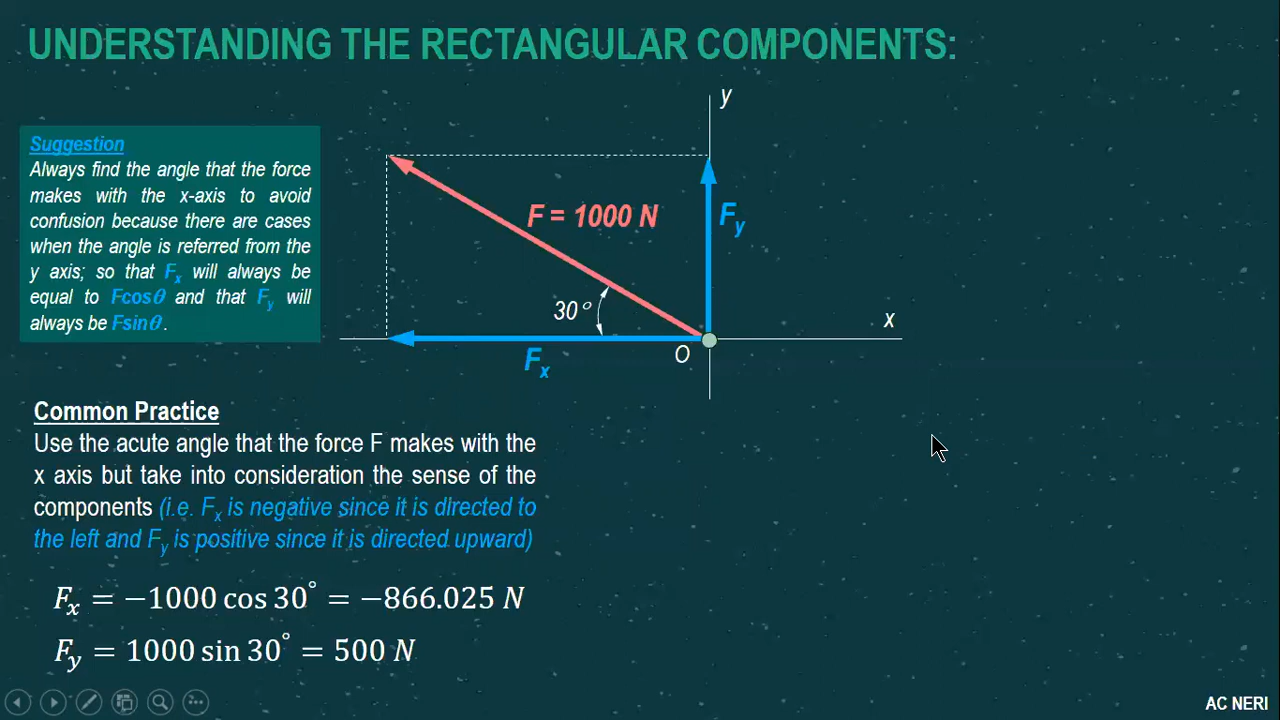 UNDERSTANDING THE RECTANGULAR COMPONENTS:
Suggestion
Always find the angle that the force
makes with the x-axis to avoid
confusion because there are cases
when the angle is referred from the
y axis; so that Fx will always be
equal to Fcosθ and that Fy will
always be Fsinθ.
y
F = 1000 N
Fy
30°
x
O
Fx
Common Practice
Use the acute angle that the force F makes with the
x axis but take into consideration the sense of the
components (i.e. Fx is negative since it is directed to
the left and Fy is positive since it is directed upward)
Fx = −1000 cos 30° = −866.025 N
Fy = 1000 sin 30° = 500 N
AC NERI